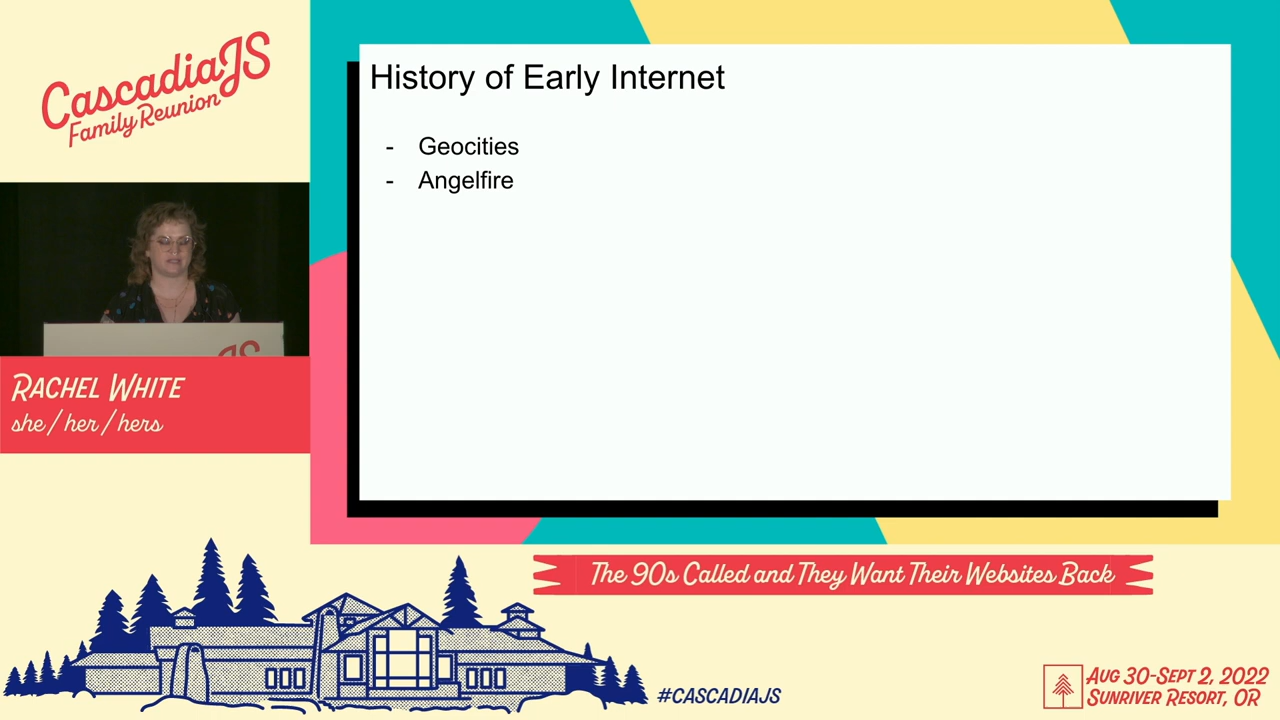 CascadiaJS
Family Reunion
History of Early Internet
- Geocities
- Angelfire
JS
RACHEL WHITE
she / her / hers
The 90s Called and They Want Their Websites Back
#CASCADIAJS
AUG 30-SEPT 2, 2022
SUNRIVER RESORT, OR